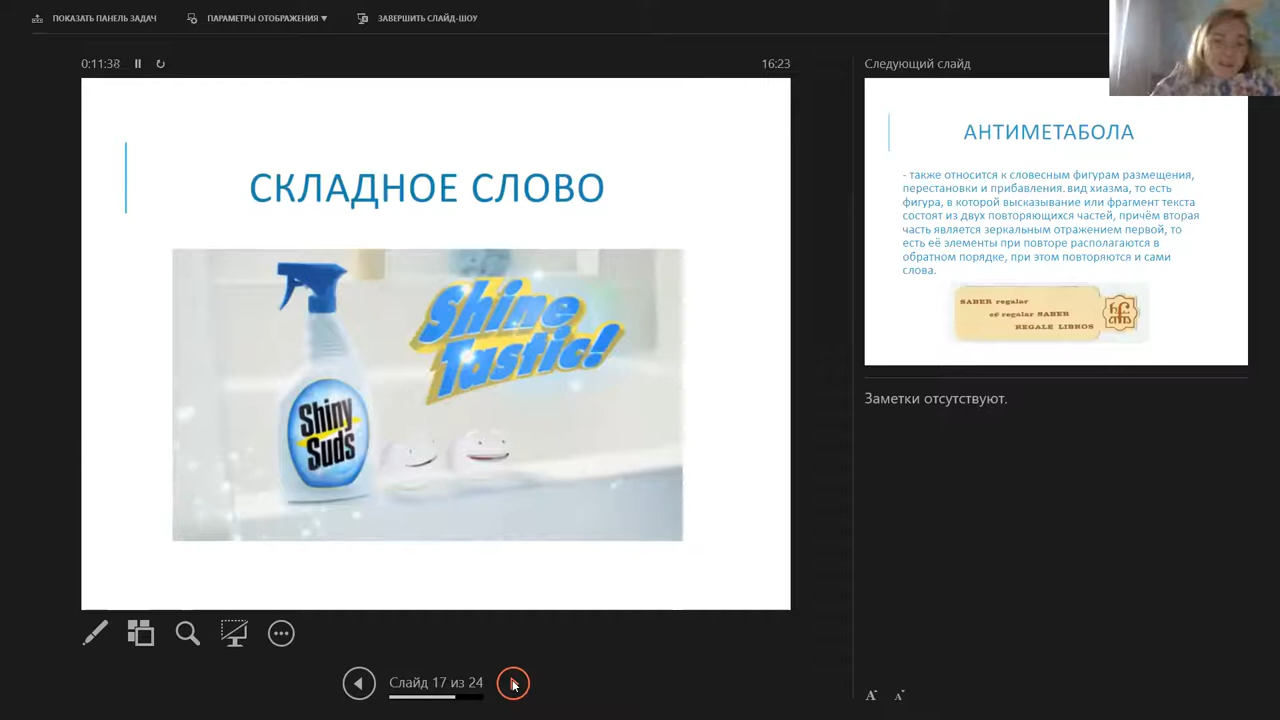 ПОКАЗАТЬ ПАНЕЛЬ ЗАДАЧ
ПАРАМЕТРЫ ОТОБРАЖЕНИЯ ▾
ЗАВЕРШИТЬ СЛАЙД-ШОУ
0:11:38
16:23
СКЛАДНОЕ СЛОВО
Shine
Tastic!
Shiny
Suds
Слайд 17 из 24
Следующий слайд
АНТИМЕТАБОЛА
- также относится к словесным фигурам размещения,
перестановки и прибавления. вид хиазма, то есть
фигура, в которой высказывание или фрагмент текста
состоят из двух повторяющихся частей, причём вторая
часть является зеркальным отражением первой, то
есть её элементы при повторе располагаются в
обратном порядке, при этом повторяются и сами
слова.
SABER regalar
es regalar SABER
REGALE LIBROS
Заметки отсутствуют.
A A